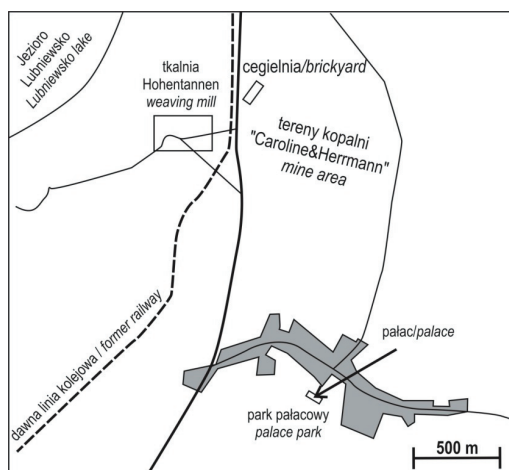 Jezioro
Lubniewsko
Lubniewsko lake
tkalnia
Hohentannen
weaving mill
cegielnia/brickyard
tereny kopalni
"Caroline&Herrmann"
mine area
dawna linia kolejowa / former railway
pałac/palace
park pałacowy
palace park
500 m